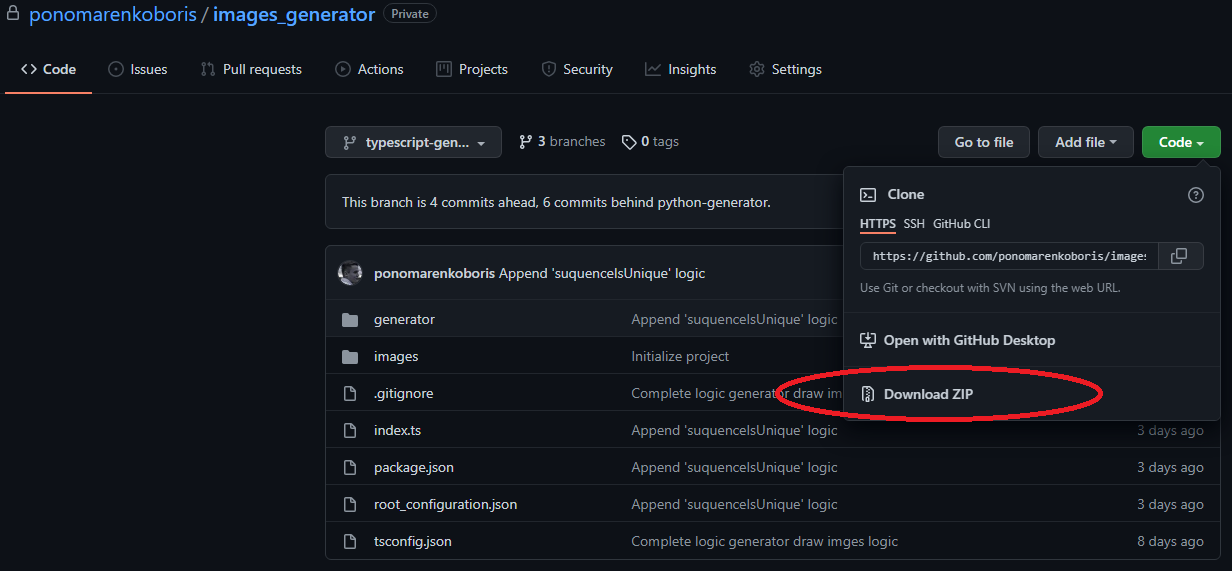 ponomarenkoboris / images_generator Private
Code Issues Pull requests Actions Projects Security Insights Settings
typescript-gen... 3 branches 0 tags Go to file Add file Code
This branch is 4 commits ahead, 6 commits behind python-generator.
Clone
HTTPS SSH GitHub CLI
https://github.com/ponomarenkoboris/images
Use Git or checkout with SVN using the web URL.
Open with GitHub Desktop
Download ZIP
ponomarenkoboris Append 'suquenceIsUnique' logic
generator Append 'suquenceIsUnique' logic
images Initialize project
.gitignore Complete logic generator draw im
index.ts Append 'suquenceIsUnique' logic 3 days ago
package.json Append 'suquenceIsUnique' logic 3 days ago
root_configuration.json Append 'suquenceIsUnique' logic 3 days ago
tsconfig.json Complete logic generator draw imges logic 8 days ago